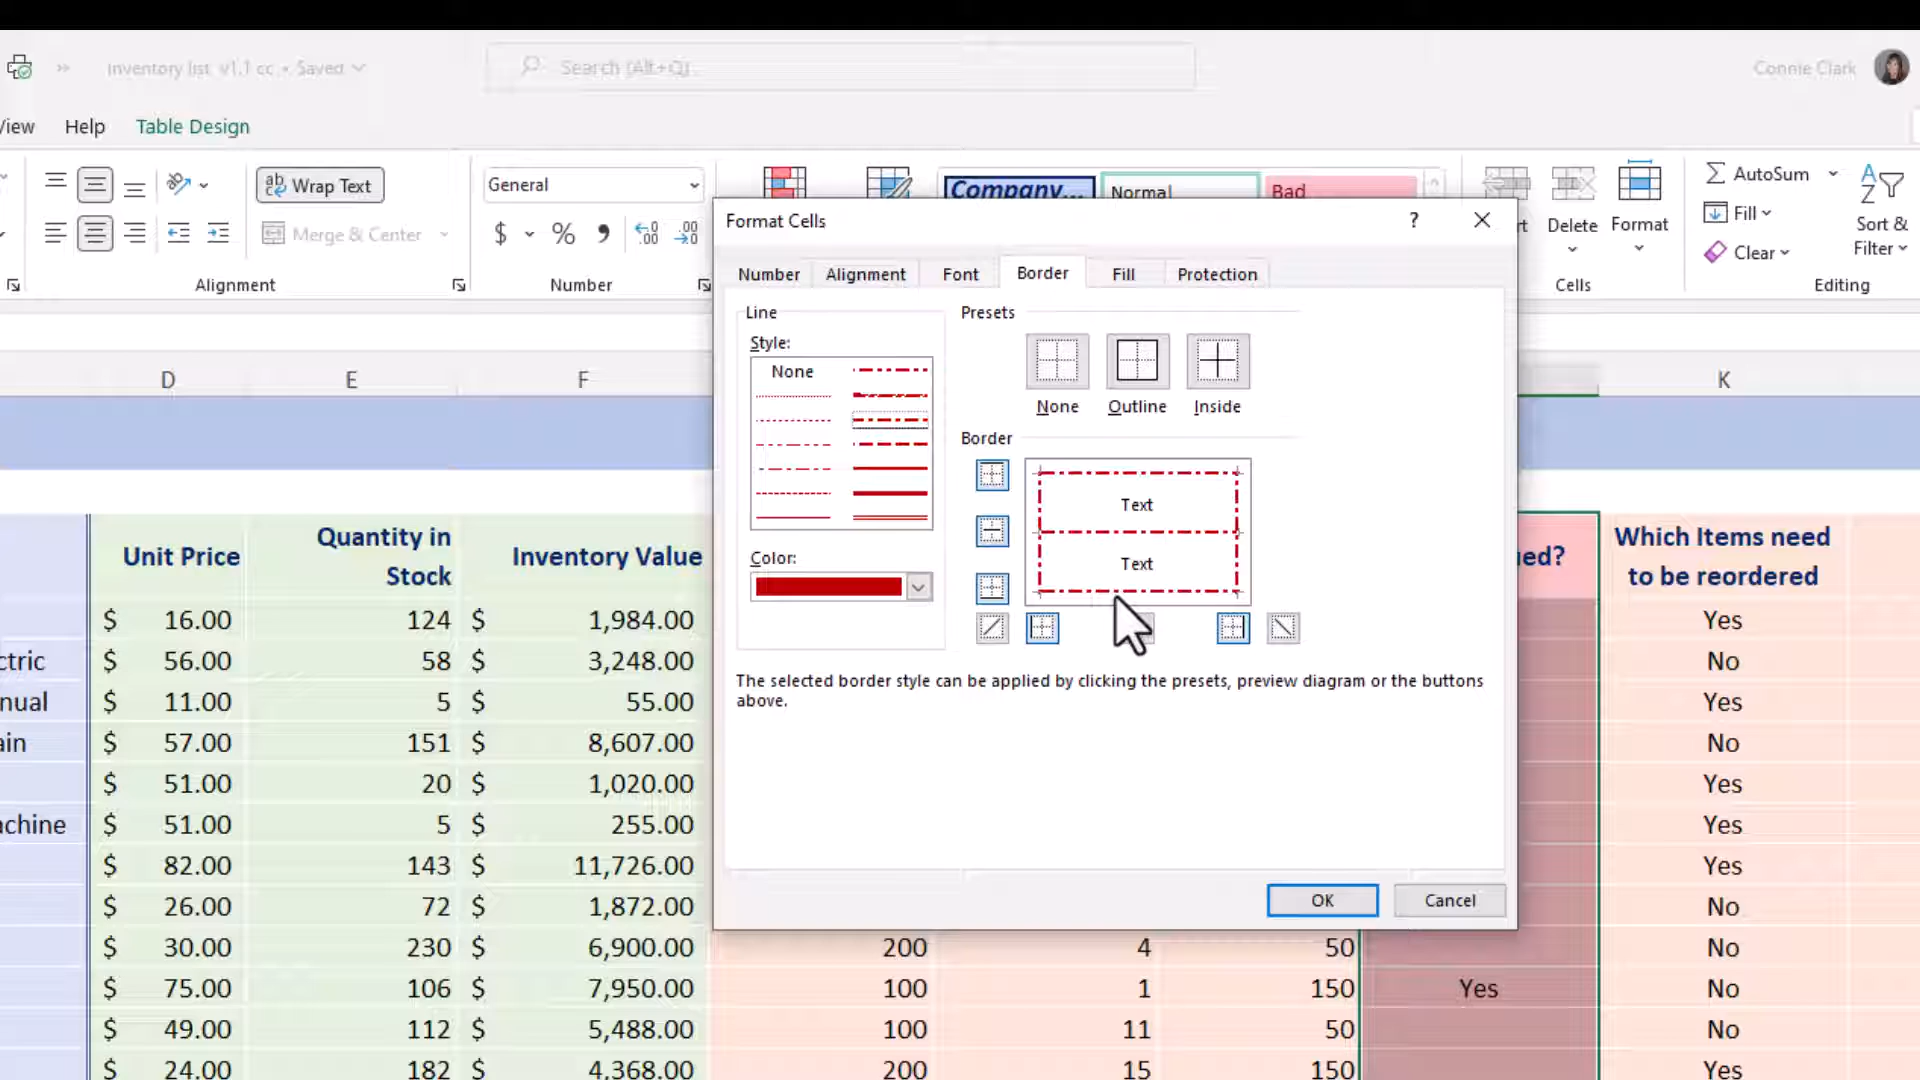 Inventory list v1.1 cc • Saved
Search (Alt+Q)
Connie Clark
View
Help
Table Design
Wrap Text
Merge & Center
Alignment
General
$ % 9
Number
Company...
Normal
Bad
Delete
Format
Cells
AutoSum
Fill
Clear
Sort &
Filter
Editing
Format Cells
? 
Number
Alignment
Font
Border
Fill
Protection
Line
Style:
None
Color:
Presets
None
Outline
Inside
Border
Text
Text
The selected border style can be applied by clicking the presets, preview diagram or the buttons
above.
OK
Cancel
D E F K
Unit Price
Quantity in
Stock
Inventory Value
ued?
Which Items need
to be reordered
$ 16.00 124 $ 1,984.00 Yes
ctric $ 56.00 58 $ 3,248.00 No
nual $ 11.00 5 $ 55.00 Yes
ain $ 57.00 151 $ 8,607.00 No
$ 51.00 20 $ 1,020.00 Yes
achine $ 51.00 5 $ 255.00 Yes
$ 82.00 143 $ 11,726.00 Yes
$ 26.00 72 $ 1,872.00 No
$ 30.00 230 $ 6,900.00 200 4 50 No
$ 75.00 106 $ 7,950.00 100 1 150 Yes No
$ 49.00 112 $ 5,488.00 100 11 50 No
$ 24.00 182 $ 4,368.00 200 15 150 Yes